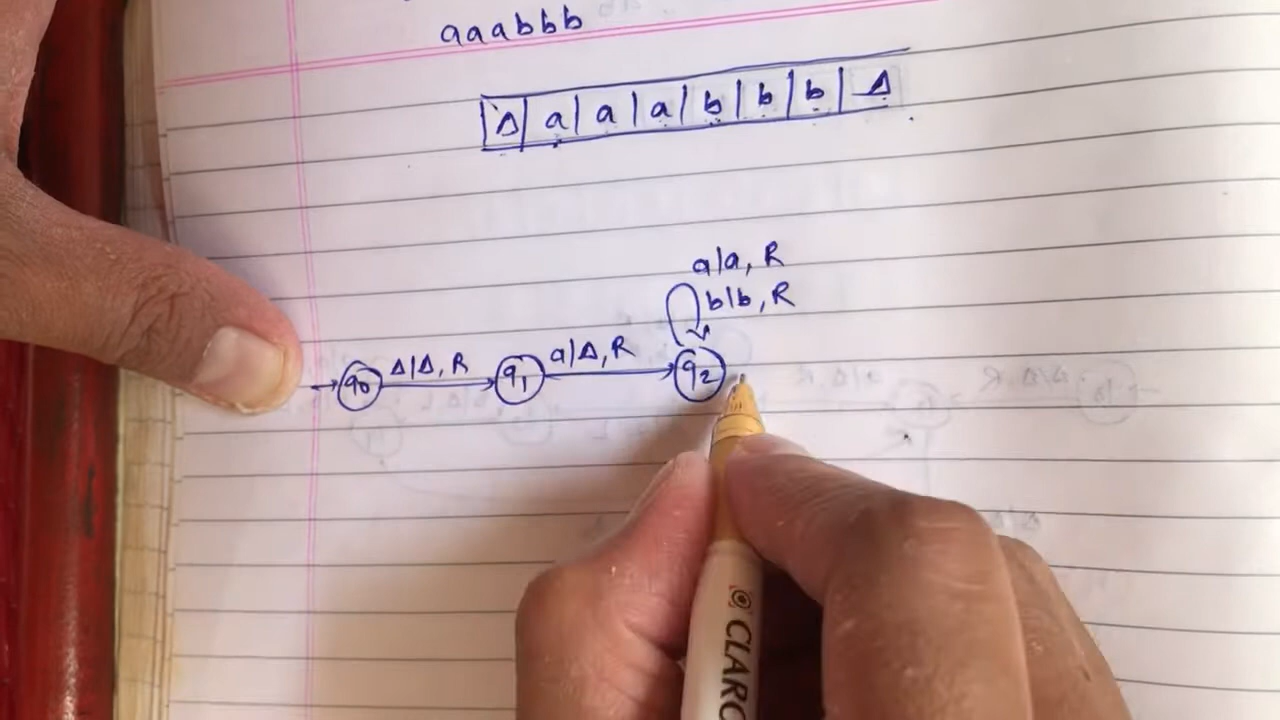 aaabbb
Δ|a|a|a|b|b|b|Δ
a|a, R
b|b, R
Δ|Δ, R a|Δ, R
q0 q1 q2
CLARO